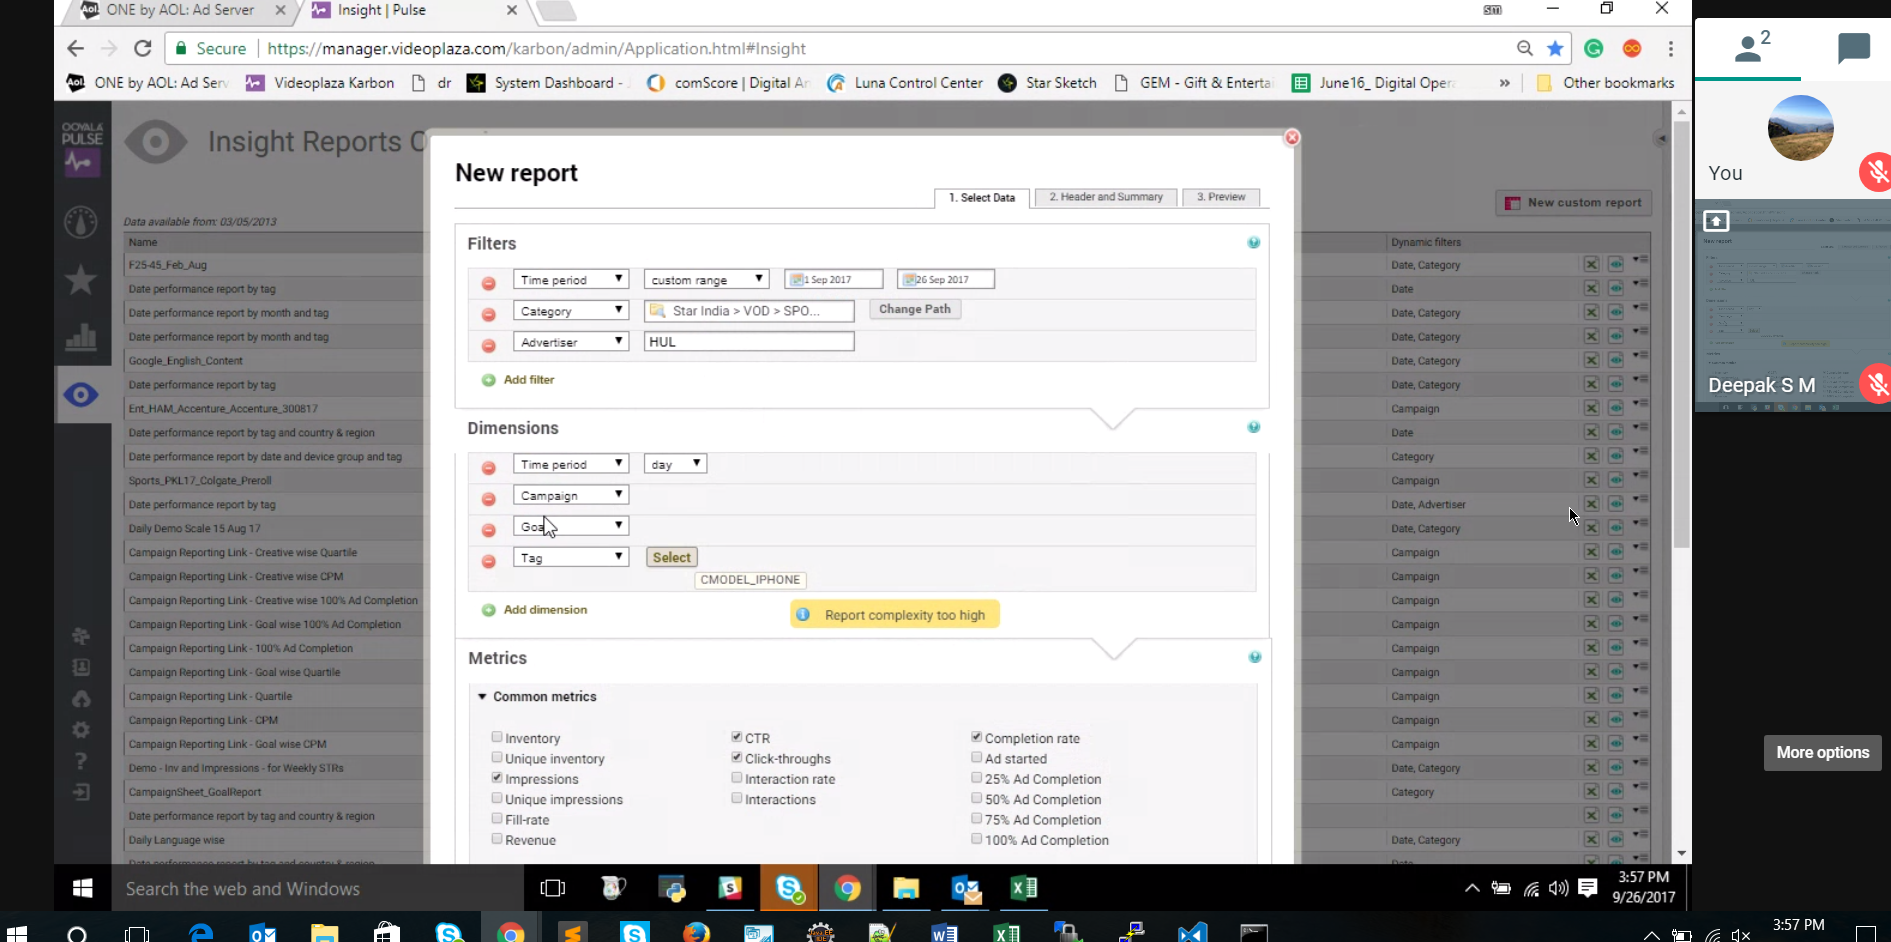 ONE by AOL: Ad Server
Insight | Pulse
Secure
https://manager.videoplaza.com/karbon/admin/Application.html#Insight
Aol.
ONE by AOL: Ad Serv
Videoplaza Karbon
dr
System Dashboard -
comScore | Digital An
Luna Control Center
Star Sketch
GEM - Gift & Enterta
June16_ Digital Oper
»
Other bookmarks
2
You
Deepak S M
More options
OOYALA
PULSE
Insight Reports
New custom report
Data available from: 03/05/2013
Name
F25-45_Feb_Aug
Date performance report by tag
Date performance report by month and tag
Date performance report by month and tag
Google_English_Content
Date performance report by tag
Ent_HAM_Accenture_Accenture_300817
Date performance report by tag and country & region
Date performance report by date and device group and tag
Sports_PKL17_Colgate_Preroll
Date performance report by tag
Daily Demo Scale 15 Aug 17
Campaign Reporting Link - Creative wise Quartile
Campaign Reporting Link - Creative wise CPM
Campaign Reporting Link - Creative wise 100% Ad Completion
Campaign Reporting Link - Goal wise 100% Ad Completion
Campaign Reporting Link - 100% Ad Completion
Campaign Reporting Link - Goal wise Quartile
Campaign Reporting Link - Quartile
Campaign Reporting Link - CPM
Campaign Reporting Link - Goal wise CPM
Demo - Inv and Impressions - for Weekly STRs
CampaignSheet_GoalReport
Date performance report by tag and country & region
Daily Language wise
Date performance report by tag and country & region
New report
1. Select Data
2. Header and Summary
3. Preview
Filters
Time period
custom range
1 Sep 2017
26 Sep 2017
Category
Star India > VOD > SPO...
Change Path
Advertiser
HUL
Add filter
Dimensions
Time period
day
Campaign
Goal
Tag
Select
CMODEL_IPHONE
Add dimension
Report complexity too high
Metrics
Common metrics
Inventory
CTR
Completion rate
Unique inventory
Click-throughs
Ad started
Impressions
Interaction rate
25% Ad Completion
Unique impressions
Interactions
50% Ad Completion
Fill-rate
75% Ad Completion
Revenue
100% Ad Completion
Dynamic filters
Date, Category
Date
Date, Category
Date, Category
Date, Category
Date, Category
Campaign
Date
Category
Campaign
Date, Advertiser
Date, Category
Campaign
Campaign
Campaign
Campaign
Campaign
Campaign
Campaign
Campaign
Campaign
Date, Category
Category
Date, Category
Date
Search the web and Windows
3:57 PM
9/26/2017
3:57 PM